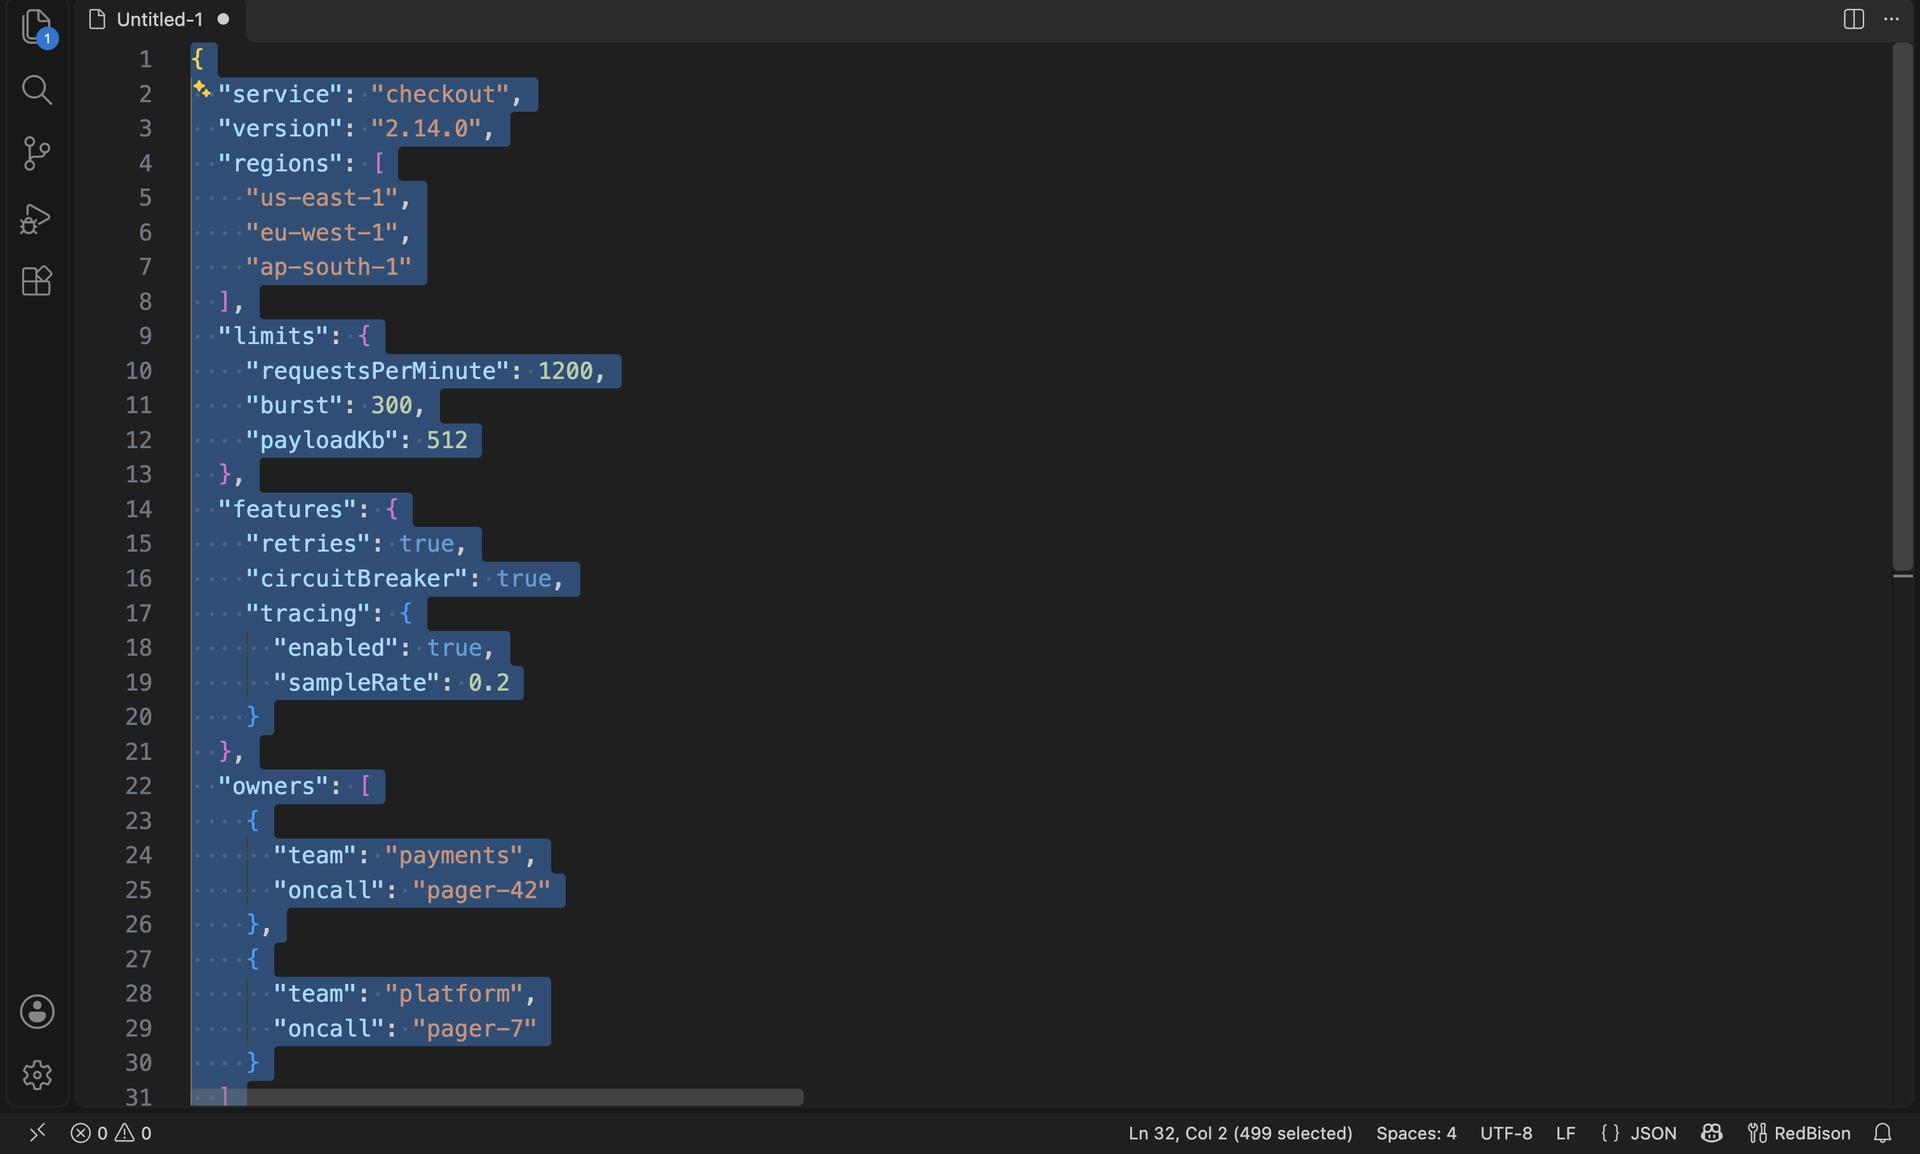 1
Untitled-1
1 {
2   "service": "checkout",
3   "version": "2.14.0",
4   "regions": [
5     "us-east-1",
6     "eu-west-1",
7     "ap-south-1"
8   ],
9   "limits": {
10     "requestsPerMinute": 1200,
11     "burst": 300,
12     "payloadKb": 512
13   },
14   "features": {
15     "retries": true,
16     "circuitBreaker": true,
17     "tracing": {
18       "enabled": true,
19       "sampleRate": 0.2
20     }
21   },
22   "owners": [
23     {
24       "team": "payments",
25       "oncall": "pager-42"
26     },
27     {
28       "team": "platform",
29       "oncall": "pager-7"
30     }
31   ]
0 0 Ln 32, Col 2 (499 selected) Spaces: 4 UTF-8 LF { } JSON RedBison